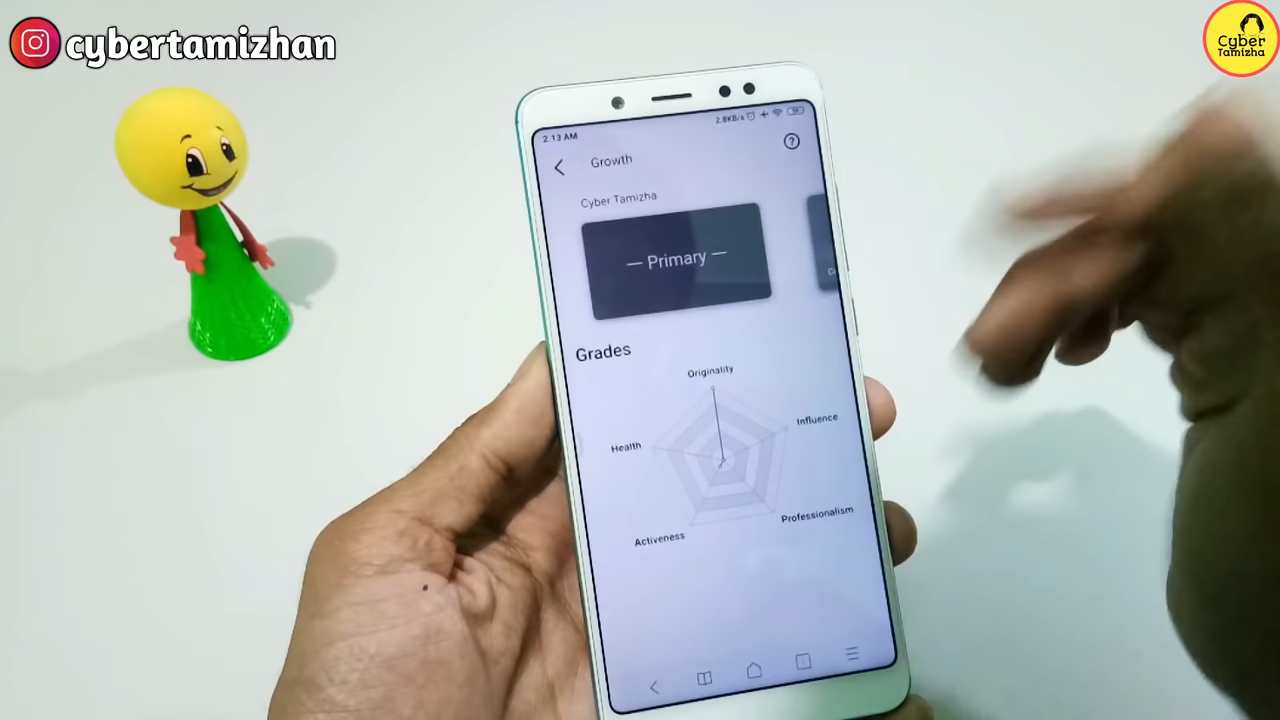 cybertamizhan
Cyber
Tamizha
2:13 AM
2.8KB/s
Growth
Cyber Tamizha
— Primary —
Grades
Originality
Influence
Health
Professionalism
Activeness